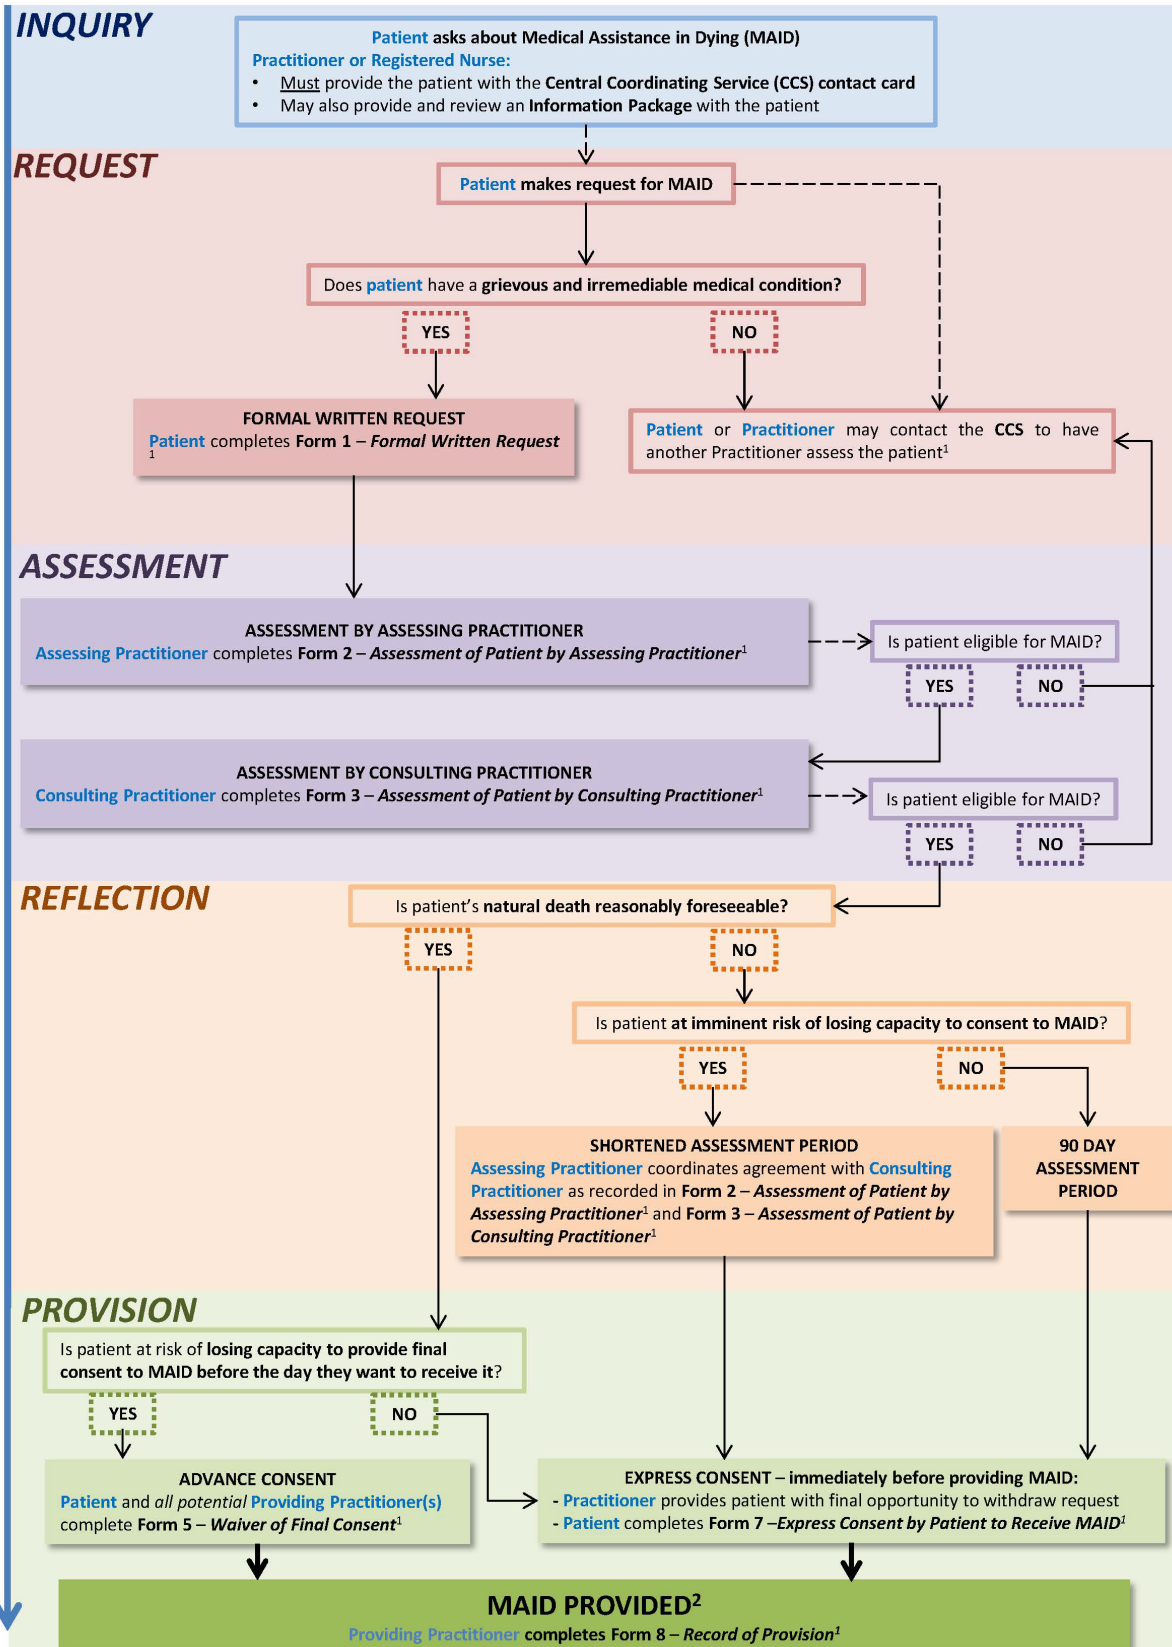 INQUIRY
Patient asks about Medical Assistance in Dying (MAID)
Practitioner or Registered Nurse:
• Must provide the patient with the Central Coordinating Service (CCS) contact card
• May also provide and review an Information Package with the patient
REQUEST
Patient makes request for MAID
Does patient have a grievous and irremediable medical condition?
YES
NO
FORMAL WRITTEN REQUEST
Patient completes Form 1 – Formal Written Request
1
Patient or Practitioner may contact the CCS to have
another Practitioner assess the patient1
ASSESSMENT
ASSESSMENT BY ASSESSING PRACTITIONER
Assessing Practitioner completes Form 2 – Assessment of Patient by Assessing Practitioner1
Is patient eligible for MAID?
YES
NO
ASSESSMENT BY CONSULTING PRACTITIONER
Consulting Practitioner completes Form 3 – Assessment of Patient by Consulting Practitioner1
Is patient eligible for MAID?
YES
NO
REFLECTION
Is patient's natural death reasonably foreseeable?
YES
NO
Is patient at imminent risk of losing capacity to consent to MAID?
YES
NO
SHORTENED ASSESSMENT PERIOD
Assessing Practitioner coordinates agreement with Consulting
Practitioner as recorded in Form 2 – Assessment of Patient by
Assessing Practitioner1 and Form 3 – Assessment of Patient by
Consulting Practitioner1
90 DAY
ASSESSMENT
PERIOD
PROVISION
Is patient at risk of losing capacity to provide final
consent to MAID before the day they want to receive it?
YES
NO
ADVANCE CONSENT
Patient and all potential Providing Practitioner(s)
complete Form 5 – Waiver of Final Consent1
EXPRESS CONSENT – immediately before providing MAID:
- Practitioner provides patient with final opportunity to withdraw request
- Patient completes Form 7 –Express Consent by Patient to Receive MAID1
MAID PROVIDED2
Providing Practitioner completes Form 8 – Record of Provision1